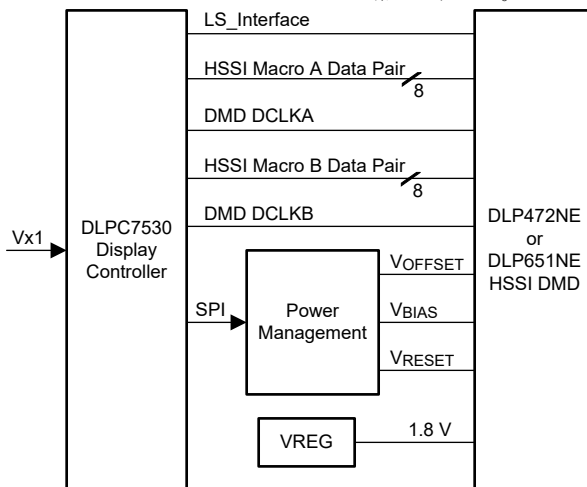 LS_Interface
HSSI Macro A Data Pair
8
DMD DCLKA
HSSI Macro B Data Pair
8
DMD DCLKB
Vx1
DLPC7530
Display
Controller
DLP472NE
or
DLP651NE
HSSI DMD
SPI
Power
Management
VOFFSET
VBIAS
VRESET
VREG
1.8 V